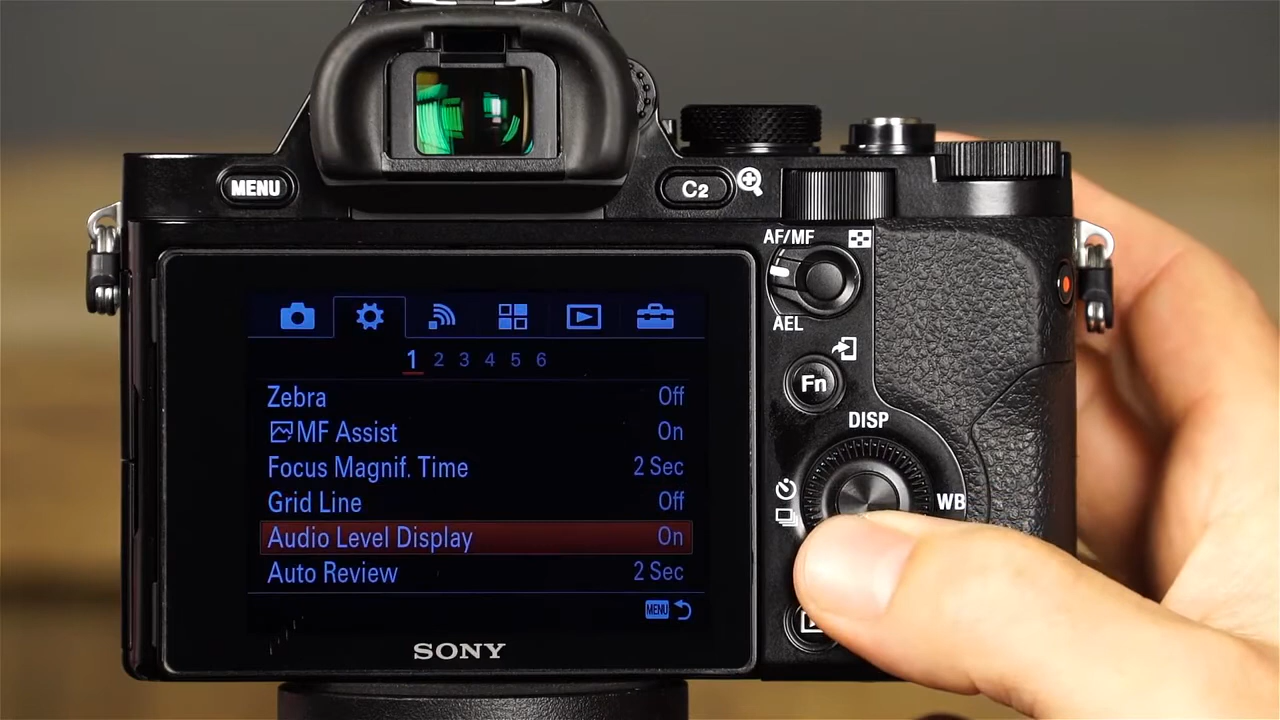 MENU
C2
AF/MF
AEL
Fn
DISP
WB
1 2 3 4 5 6
Zebra Off
MF Assist On
Focus Magnif. Time 2 Sec
Grid Line Off
Audio Level Display On
Auto Review 2 Sec
MENU
SONY